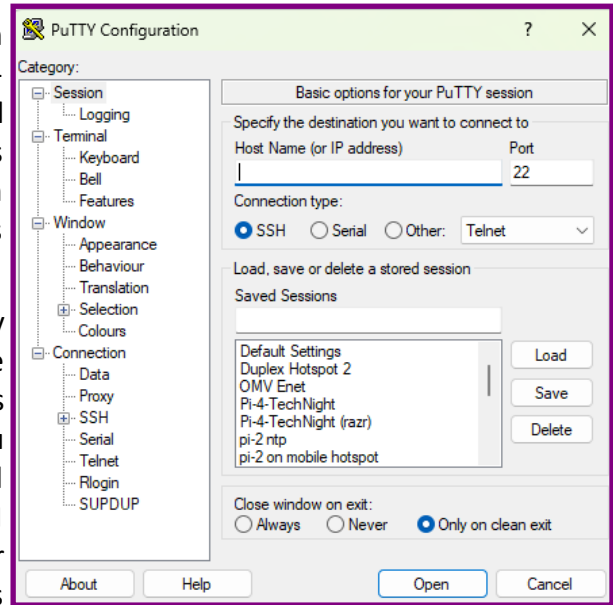 PuTTY Configuration ? ×
Category:
Session
Logging
Terminal
Keyboard
Bell
Features
Window
Appearance
Behaviour
Translation
Selection
Colours
Connection
Data
Proxy
SSH
Serial
Telnet
Rlogin
SUPDUP
Basic options for your PuTTY session
Specify the destination you want to connect to
Host Name (or IP address) Port
22
Connection type:
SSH Serial Other: Telnet
Load, save or delete a stored session
Saved Sessions
Default Settings
Duplex Hotspot 2
OMV Enet
Pi-4-TechNight
Pi-4-TechNight (razr)
pi-2 ntp
pi-2 on mobile hotspot
Load
Save
Delete
Close window on exit:
Always Never Only on clean exit
About Help Open Cancel